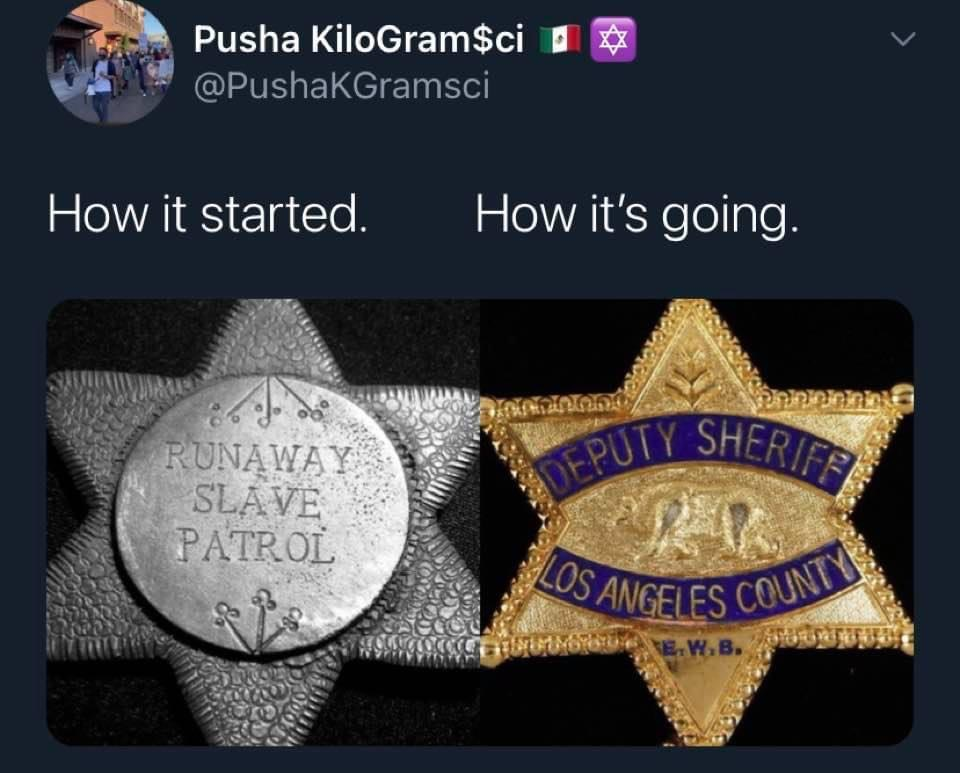 Pusha KiloGram$ci 🇲🇽 🔯
@PushaKGramsci
How it started. How it's going.
RUNAWAY
SLAVE
PATROL
DEPUTY SHERIFF
LOS ANGELES COUNTY
E.W.B.